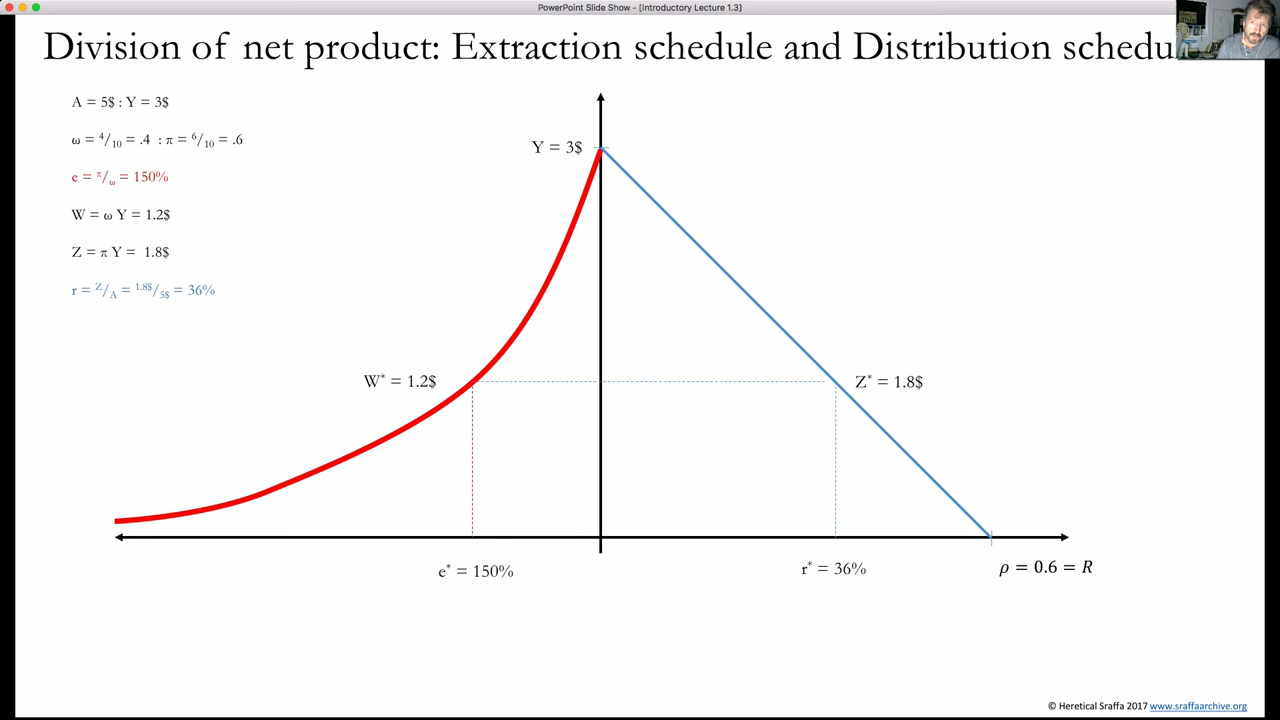 PowerPoint Slide Show - [Introductory Lecture 1.3]
Division of net product: Extraction schedule and Distribution
A = 5$ : Y = 3$
ω = 4/10 = .4 : π = 6/10 = .6
e = π/ω = 150%
W = ω Y = 1.2$
Z = π Y = 1.8$
r = Z/A = 1.8$/5$ = 36%
Y = 3$
W* = 1.2$
Z* = 1.8$
e* = 150%
r* = 36%
ρ = 0.6 = R
© Heretical Sraffa 2017 www.sraffaarchive.org